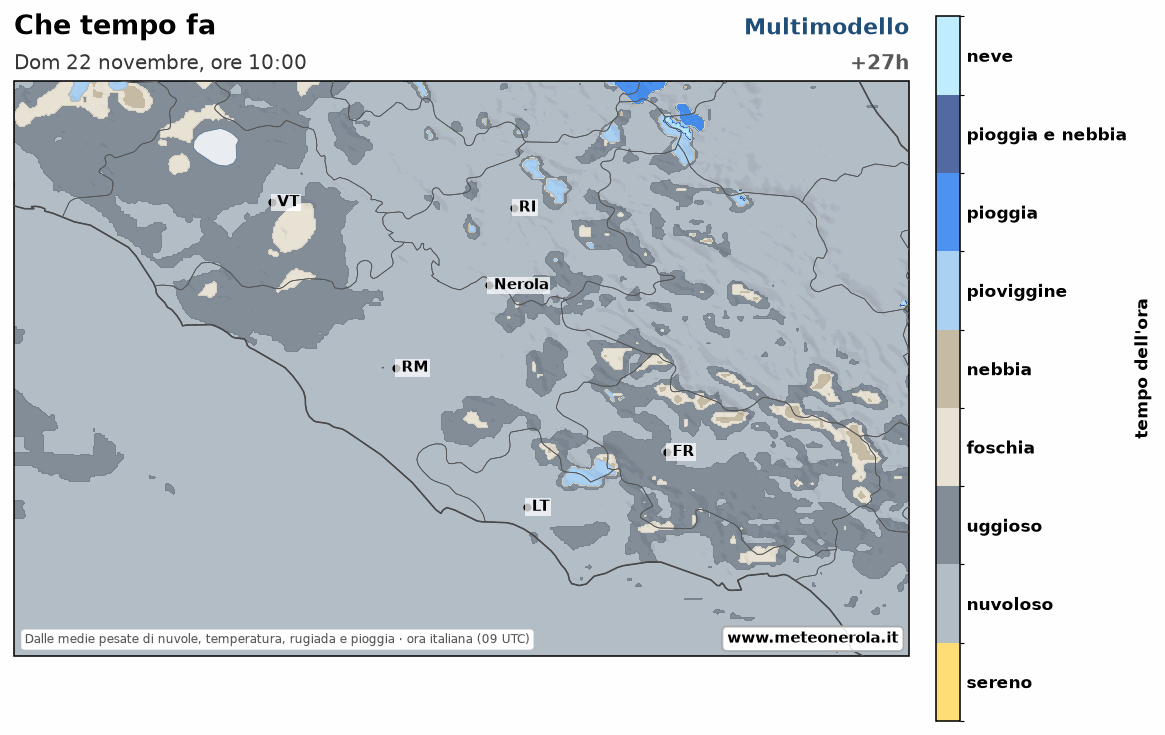 Che tempo fa
Multimodello
Dom 22 novembre, ore 10:00
+27h
VT
RI
Nerola
RM
FR
LT
Dalle medie pesate di nuvole, temperatura, rugiada e pioggia · ora italiana (09 UTC)
www.meteonerola.it
neve
pioggia e nebbia
pioggia
pioviggine
nebbia
foschia
uggioso
nuvoloso
sereno
tempo dell'ora